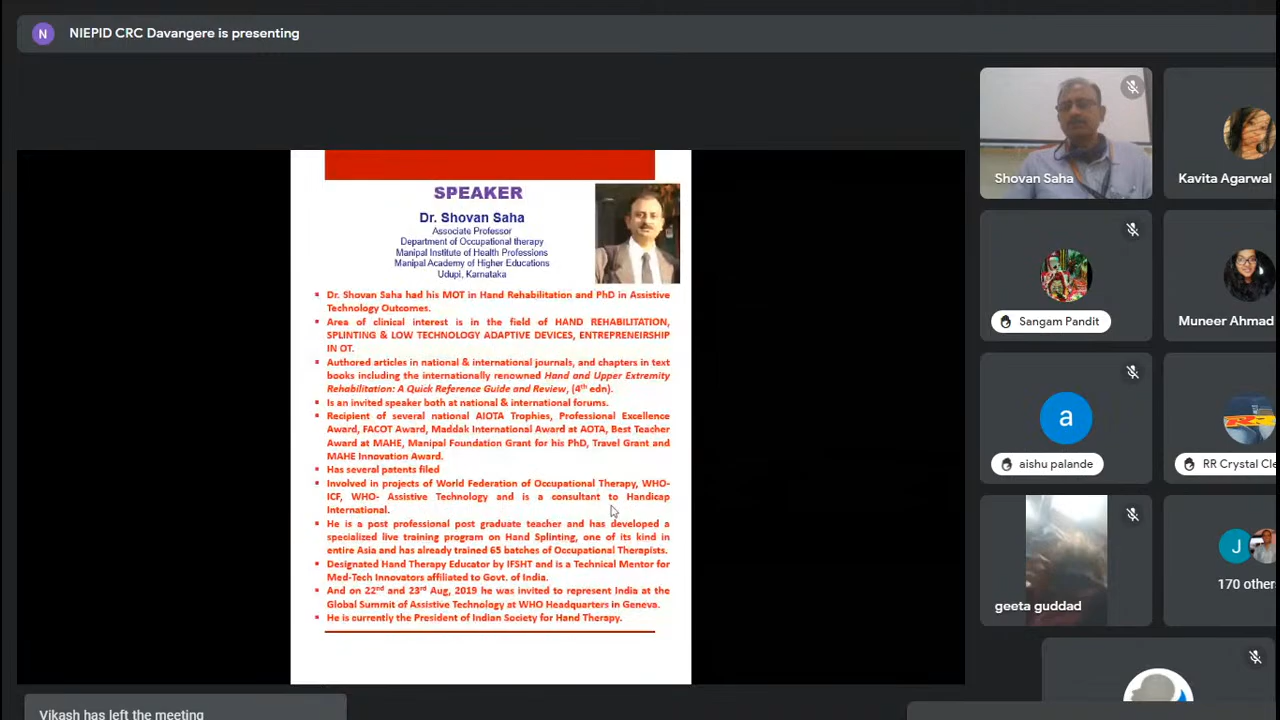 N
NIEPID CRC Davangere is presenting
SPEAKER
Dr. Shovan Saha
Associate Professor
Department of Occupational therapy
Manipal Institute of Health Professions
Manipal Academy of Higher Educations
Udupi, Karnataka
Dr. Shovan Saha had his MOT in Hand Rehabilitation and PhD in Assistive
Technology Outcomes.
Area of clinical interest is in the field of HAND REHABILITATION,
SPLINTING & LOW TECHNOLOGY ADAPTIVE DEVICES, ENTREPRENEIRSHIP
IN OT.
Authored articles in national & international journals, and chapters in text
books including the internationally renowned Hand and Upper Extremity
Rehabilitation: A Quick Reference Guide and Review, (4th edn).
Is an invited speaker both at national & international forums.
Recipient of several national AIOTA Trophies, Professional Excellence
Award, FACOT Award, Maddak International Award at AOTA, Best Teacher
Award at MAHE, Manipal Foundation Grant for his PhD, Travel Grant and
MAHE Innovation Award.
Has several patents filed
Involved in projects of World Federation of Occupational Therapy, WHO-
ICF, WHO- Assistive Technology and is a consultant to Handicap
International.
He is a post professional post graduate teacher and has developed a
specialized live training program on Hand Splinting, one of its kind in
entire Asia and has already trained 65 batches of Occupational Therapists.
Designated Hand Therapy Educator by IFSHT and is a Technical Mentor for
Med-Tech Innovators affiliated to Govt. of India.
And on 22nd and 23rd Aug, 2019 he was invited to represent India at the
Global Summit of Assistive Technology at WHO Headquarters in Geneva.
He is currently the President of Indian Society for Hand Therapy.
Shovan Saha
Kavita Agarwal
Sangam Pandit
Muneer Ahmad
a
aishu palande
RR Crystal Cle
geeta guddad
J
170 other
Vikash has left the meeting